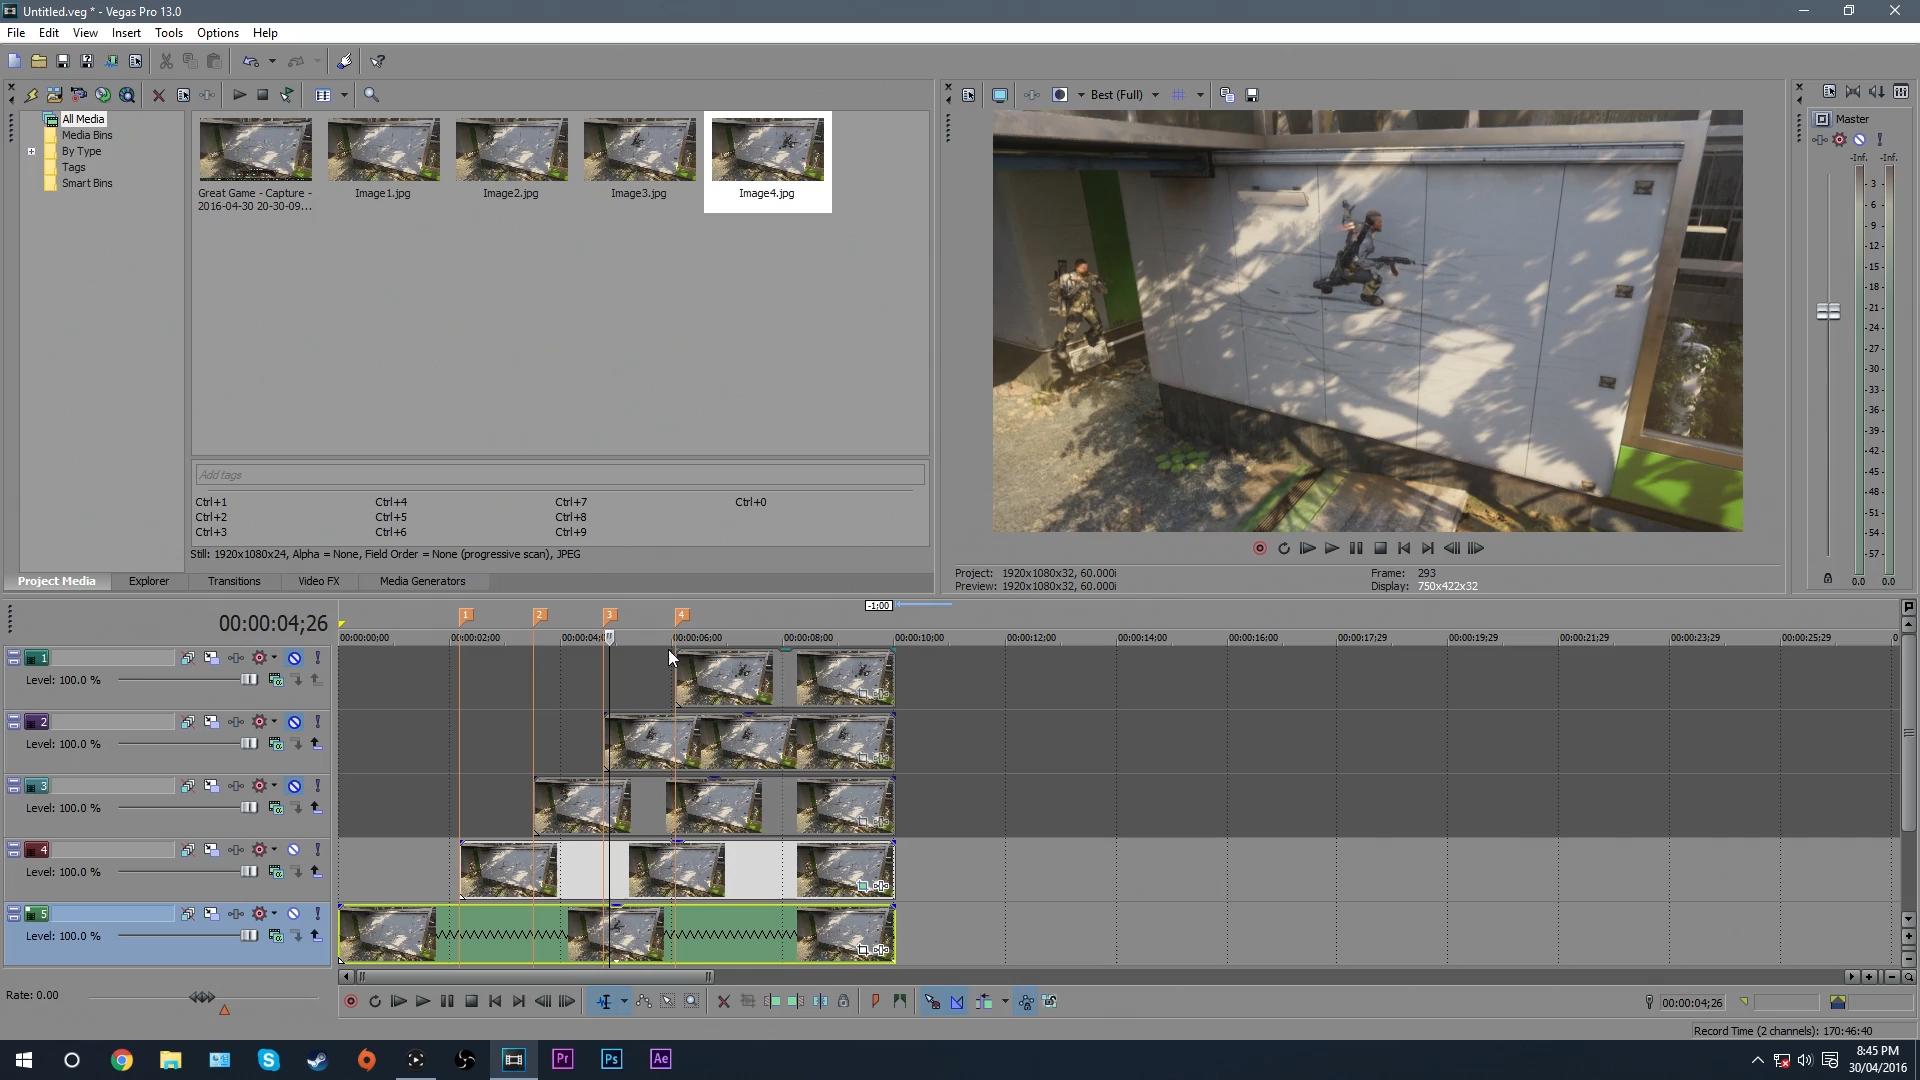 Untitled.veg * - Vegas Pro 13.0
File Edit View Insert Tools Options Help
Best (Full)
All Media
Media Bins
By Type
Tags
Smart Bins
Great Game - Capture -
2016-04-30 20-30-09...
Image1.jpg
Image2.jpg
Image3.jpg
Image4.jpg
Master
-Inf. -Inf.
3
6
9
12
15
18
21
24
27
30
33
36
39
42
45
48
51
54
57
0.0 0.0
Add tags
Ctrl+1 Ctrl+4 Ctrl+7 Ctrl+0
Ctrl+2 Ctrl+5 Ctrl+8
Ctrl+3 Ctrl+6 Ctrl+9
Still: 1920x1080x24, Alpha = None, Field Order = None (progressive scan), JPEG
Project Media Explorer Transitions Video FX Media Generators
Project: 1920x1080x32, 60.000i
Preview: 1920x1080x32, 60.000i
Frame: 293
Display: 750x422x32
00:00:04;26
1 2 3 4
-1;00
00:00:00;00 00:00:02;00 00:00:06;00 00:00:08;00 00:00:10;00 00:00:12;00 00:00:14;00 00:00:16;00 00:00:17;29 00:00:19;29 00:00:21;29 00:00:23;29 00:00:25;29
1
Level: 100.0 %
2
Level: 100.0 %
3
Level: 100.0 %
4
Level: 100.0 %
5
Level: 100.0 %
Rate: 0.00
00:00:04;26
Record Time (2 channels): 170:46:40
Pr Ps Ae
8:45 PM
30/04/2016